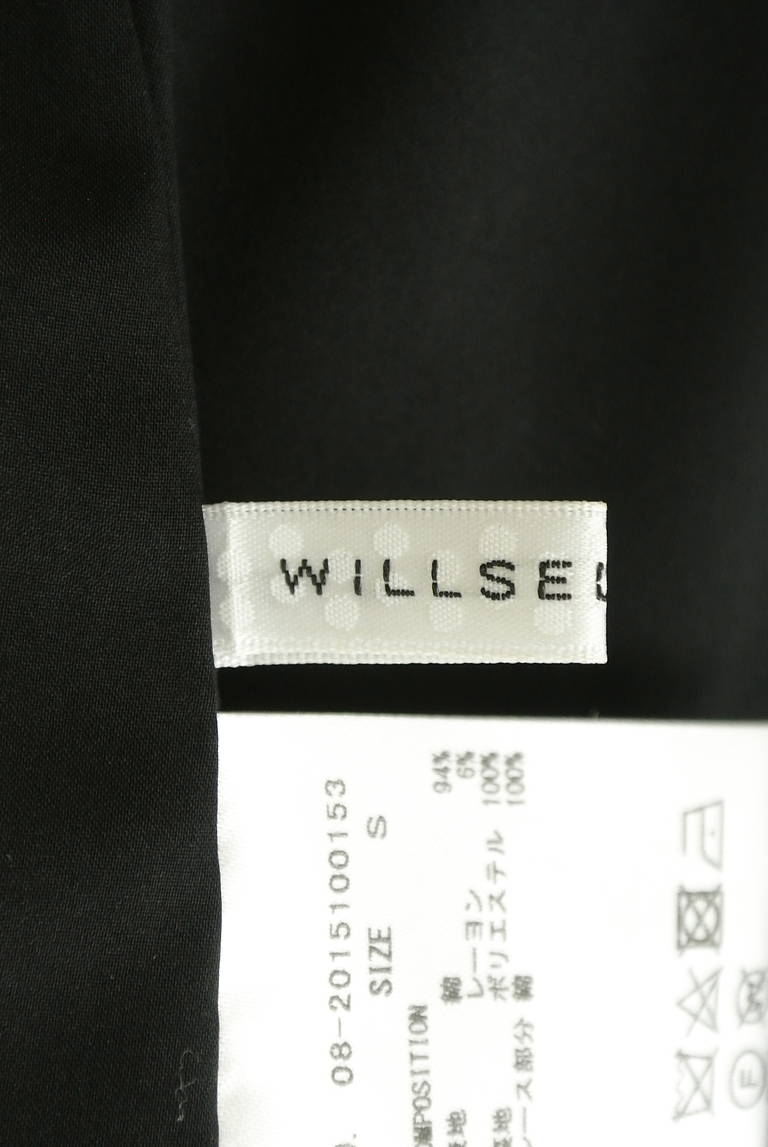 WILLSE
08-2015100153
SIZE S
OMPOSITION
綿 94%
レーヨン 6%
ポリエステル 100%
ース部分 綿 100%
F